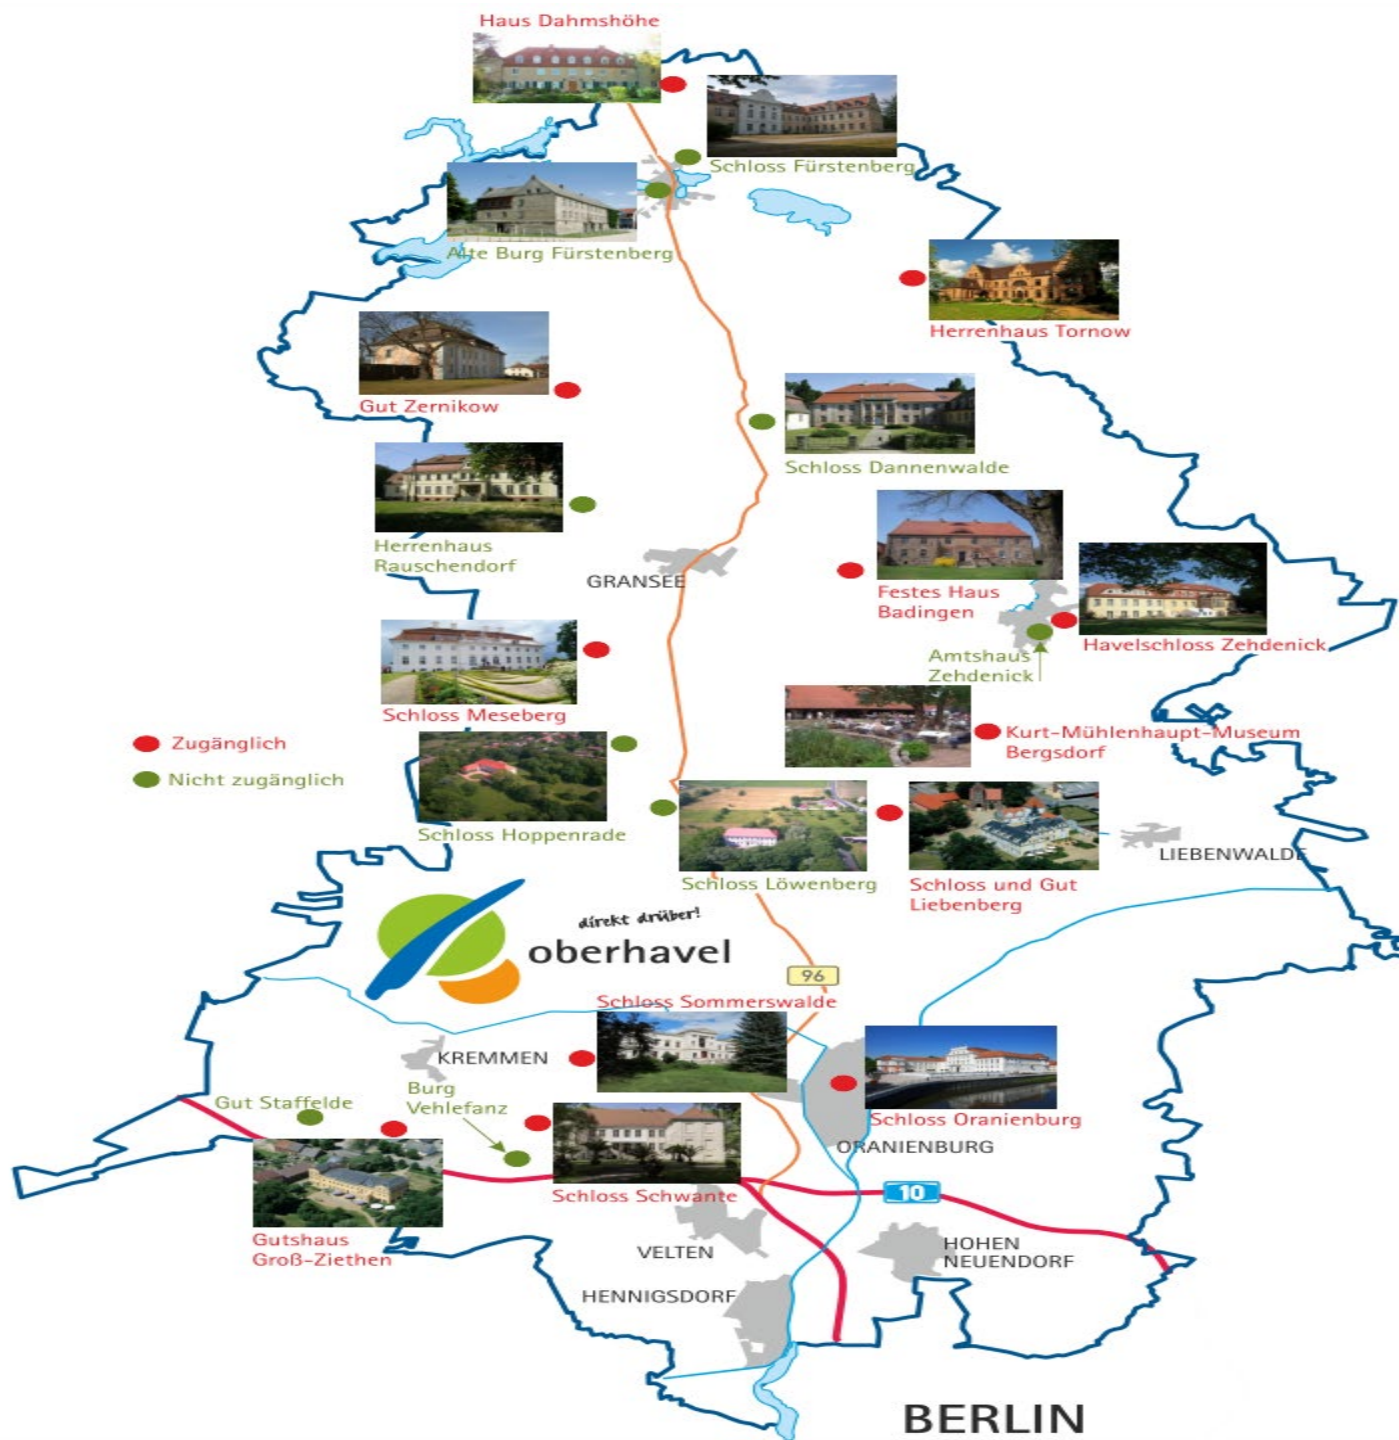 Haus Dahmshöhe
Schloss Fürstenberg
Alte Burg Fürstenberg
Herrenhaus Tornow
Gut Zernikow
Schloss Dannenwalde
Herrenhaus
Rauschendorf
GRANSEE
Festes Haus
Badingen
Havelschloss Zehdenick
Amtshaus
Zehdenick
Schloss Meseberg
Zugänglich
Nicht zugänglich
Kurt-Mühlenhaupt-Museum
Bergsdorf
Schloss Hoppenrade
LIEBENWALDE
Schloss Löwenberg
Schloss und Gut
Liebenberg
direkt drüber!
oberhavel
96
Schloss Sommerswalde
KREMMEN
Burg
Vehlefanz
Gut Staffelde
Schloss Oranienburg
ORANIENBURG
Schloss Schwante
10
Gutshaus
Groß-Ziethen
VELTEN
HOHEN
NEUENDORF
HENNIGSDORF
BERLIN